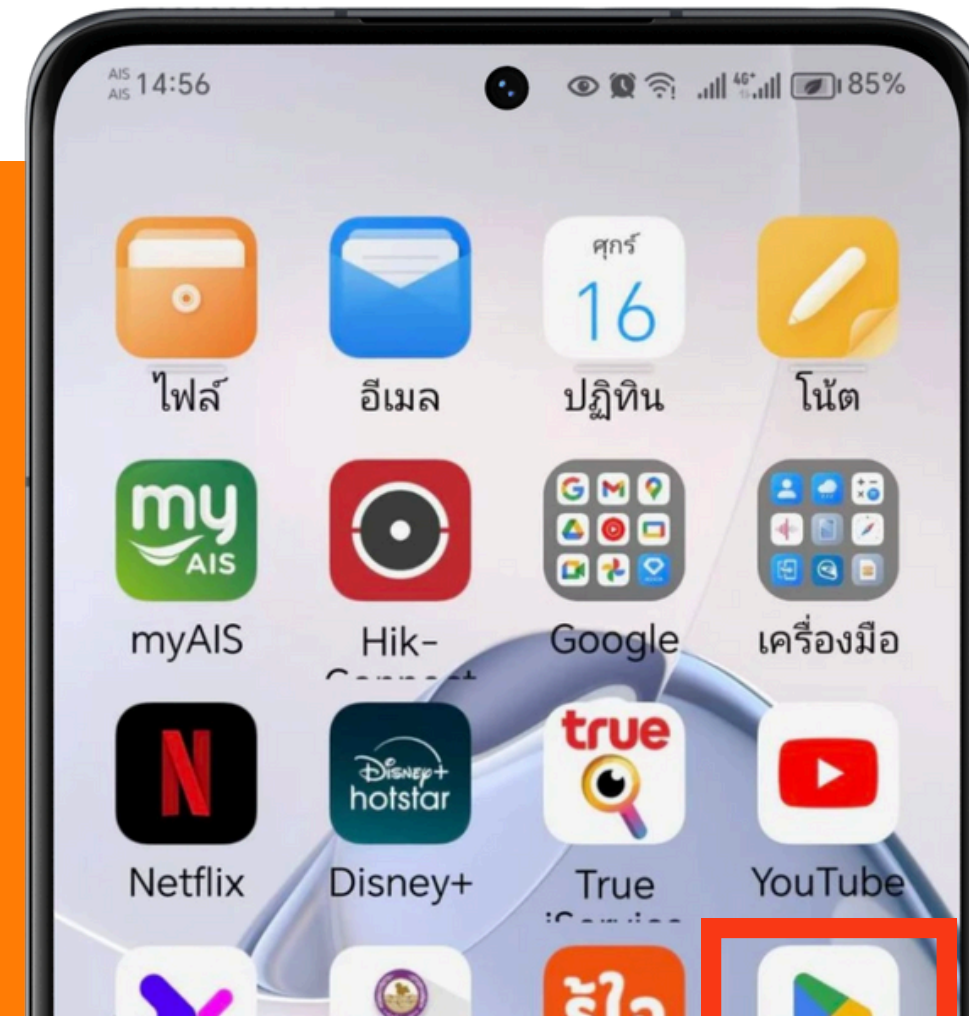 AIS
AIS 14:56
4G+
85%
ศุกร์
16
ไฟล์
อีเมล
ปฏิทิน
โน้ต
my
AIS
myAIS
Hik-
Google
เครื่องมือ
N
Disney+
hotstar
true
Netflix
Disney+
True
YouTube
รู้ใจ